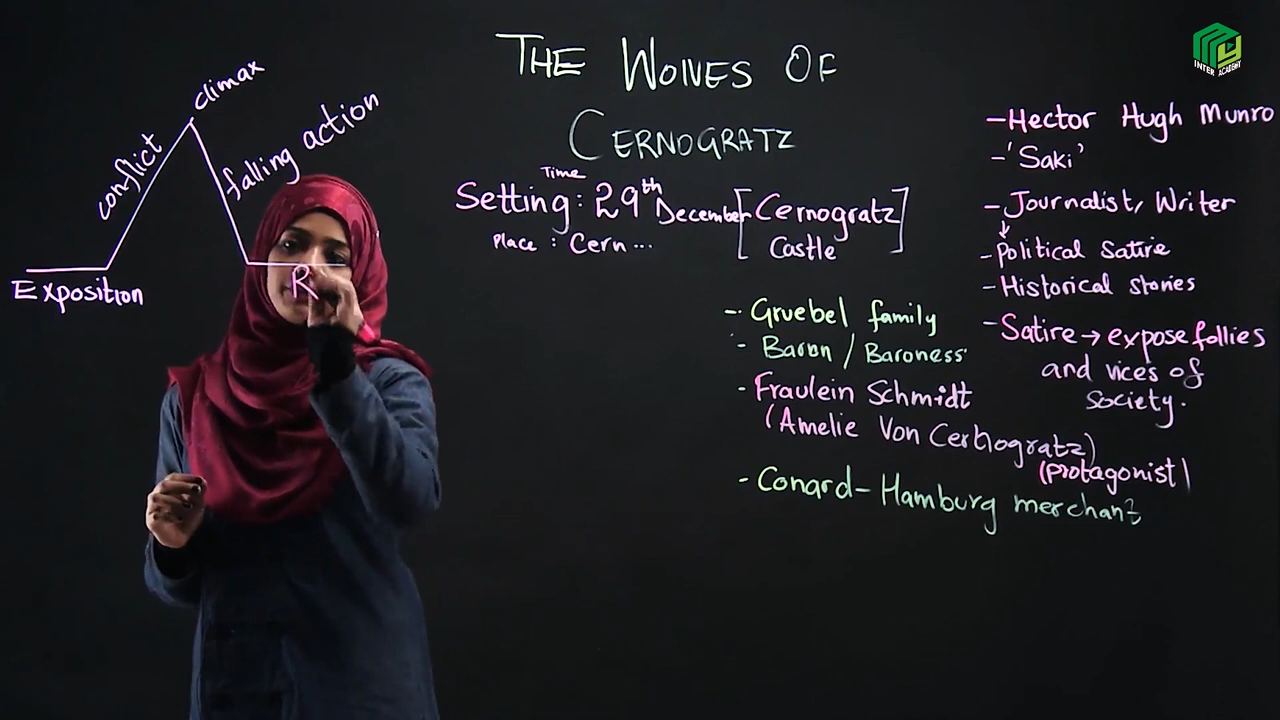 THE WOLVES OF
CERNOGRATZ
climax
conflict
falling action
Exposition
R
Time
Setting: 29th December [Cernogratz
Castle]
Place: Cern...
-Hector Hugh Munro
-'Saki'
-Journalist, Writer
↓
-Political Satire
-Historical stories
-Satire → expose follies
and vices of
society.
- Gruebel family
- Baron / Baroness
- Fraulein Schmidt
(Amelie Von Cernogratz)
(protagonist)
- Conard - Hamburg merchant
INTER ACADEMY